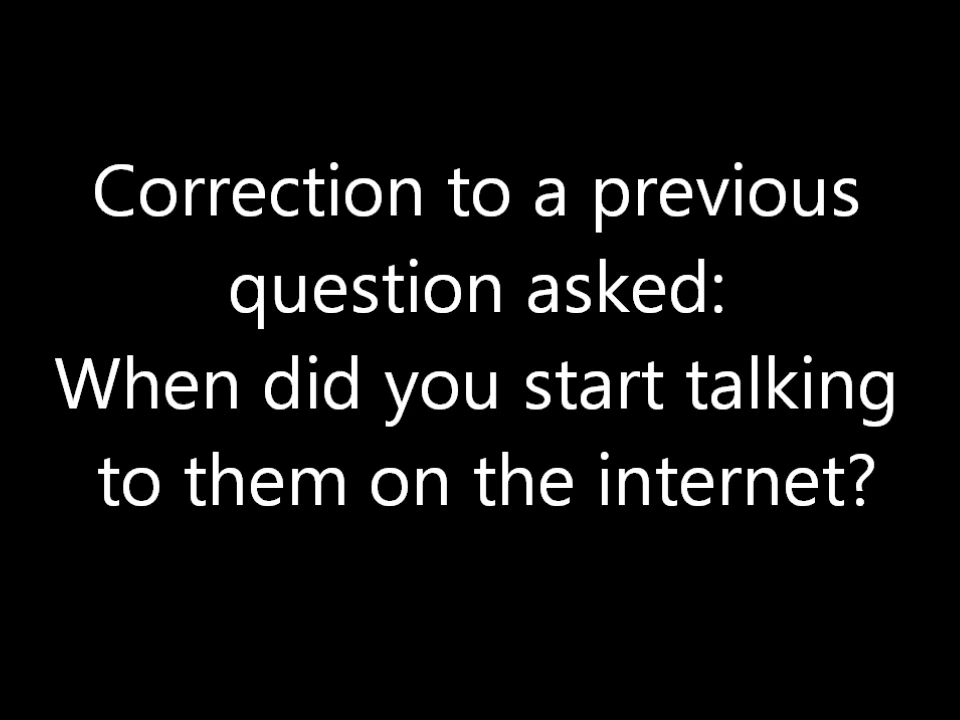 Correction to a previous
question asked:
When did you start talking
to them on the internet?